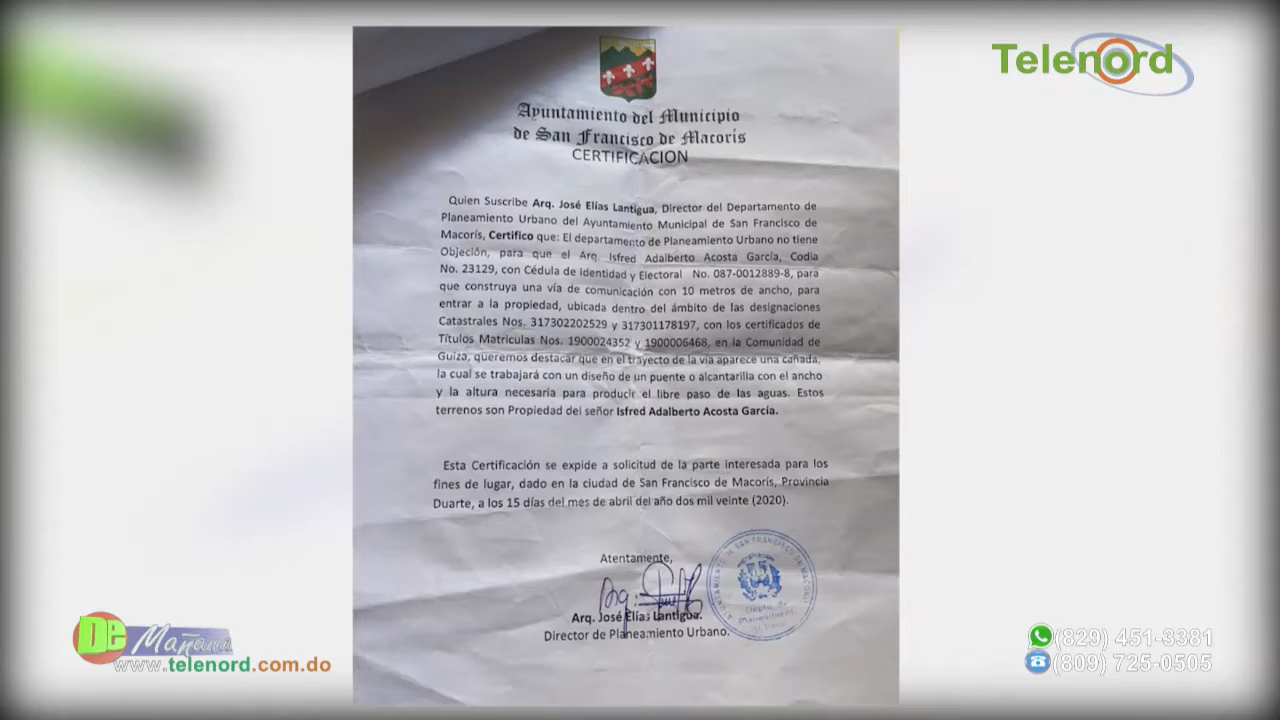 Telenord
Ayuntamiento del Municipio
de San Francisco de Macorís
CERTIFICACION
Quien Suscribe Arq. José Elías Lantigua, Director del Departamento de
Planeamiento Urbano del Ayuntamiento Municipal de San Francisco de
Macorís, Certifico que: El departamento de Planeamiento Urbano no tiene
Objeción, para que el Arq. Isfred Adalberto Acosta García, Codia
No. 23129, con Cédula de Identidad y Electoral No. 087-0012889-8, para
que construya una vía de comunicación con 10 metros de ancho, para
entrar a la propiedad, ubicada dentro del ámbito de las designaciones
Catastrales Nos. 317302202529 y 317301178197, con los certificados de
Títulos Matriculas Nos. 1900024352 y 1900006468, en la Comunidad de
Guiza, queremos destacar que en el trayecto de la vía aparece una cañada,
la cual se trabajará con un diseño de un puente o alcantarilla con el ancho
y la altura necesaria para producir el libre paso de las aguas. Estos
terrenos son Propiedad del señor Isfred Adalberto Acosta García.
Esta Certificación se expide a solicitud de la parte interesada para los
fines de lugar, dado en la ciudad de San Francisco de Macorís, Provincia
Duarte, a los 15 días del mes de abril del año dos mil veinte (2020).
Atentamente,
Arq. José Elías Lantigua.
Director de Planeamiento Urbano.
AYUNTAMIENTO DE SAN FRANCISCO DE MACORIS
Depto. de
Planeamiento
De Mañana
www.telenord.com.do
(829) 451-3381
(809) 725-0505